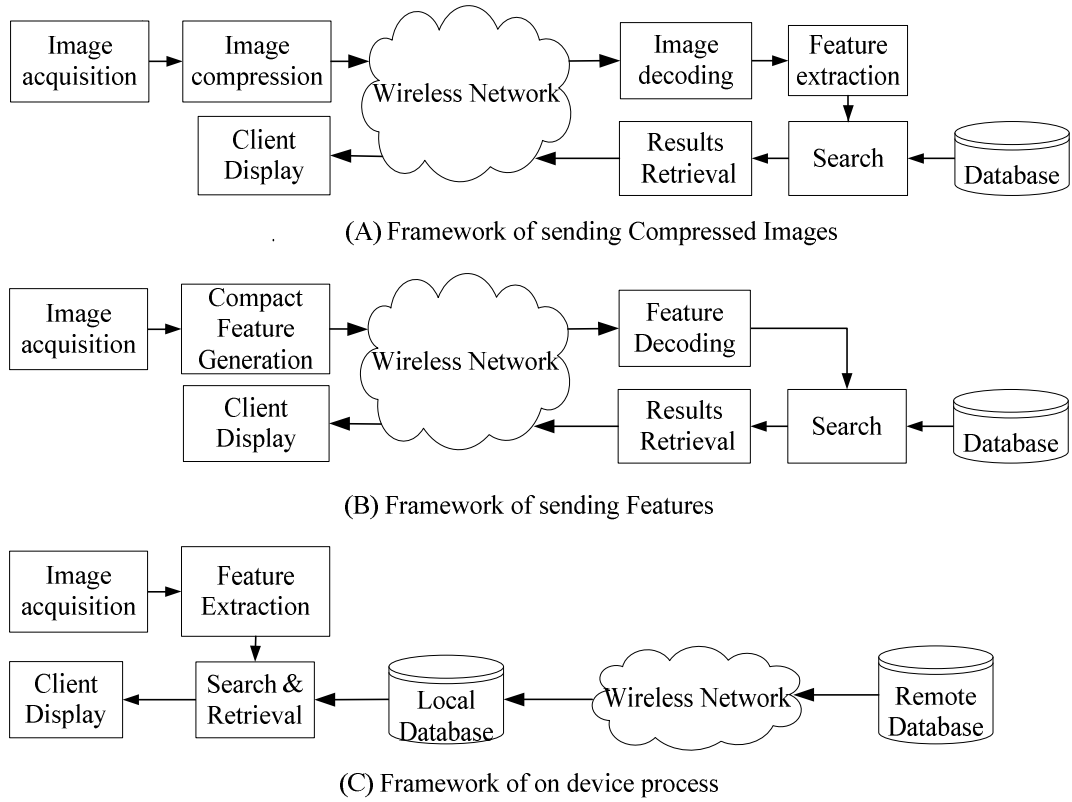 Image
acquisition
Image
compression
Wireless Network
Image
decoding
Feature
extraction
Client
Display
Results
Retrieval
Search
Database
(A) Framework of sending Compressed Images
Image
acquisition
Compact
Feature
Generation
Wireless Network
Feature
Decoding
Client
Display
Results
Retrieval
Search
Database
(B) Framework of sending Features
Image
acquisition
Feature
Extraction
Client
Display
Search &
Retrieval
Local
Database
Wireless Network
Remote
Database
(C) Framework of on device process